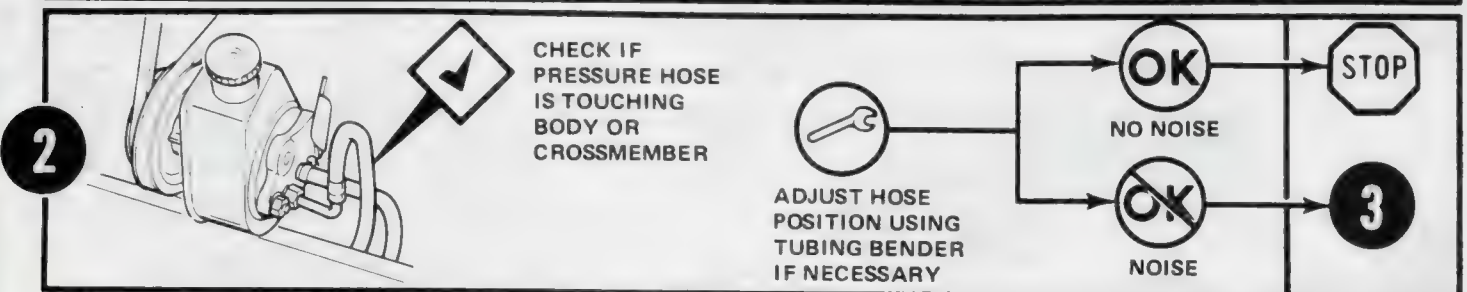 2
CHECK IF
PRESSURE HOSE
IS TOUCHING
BODY OR
CROSSMEMBER
ADJUST HOSE
POSITION USING
TUBING BENDER
IF NECESSARY
OK
NO NOISE
STOP
OK
NOISE
3